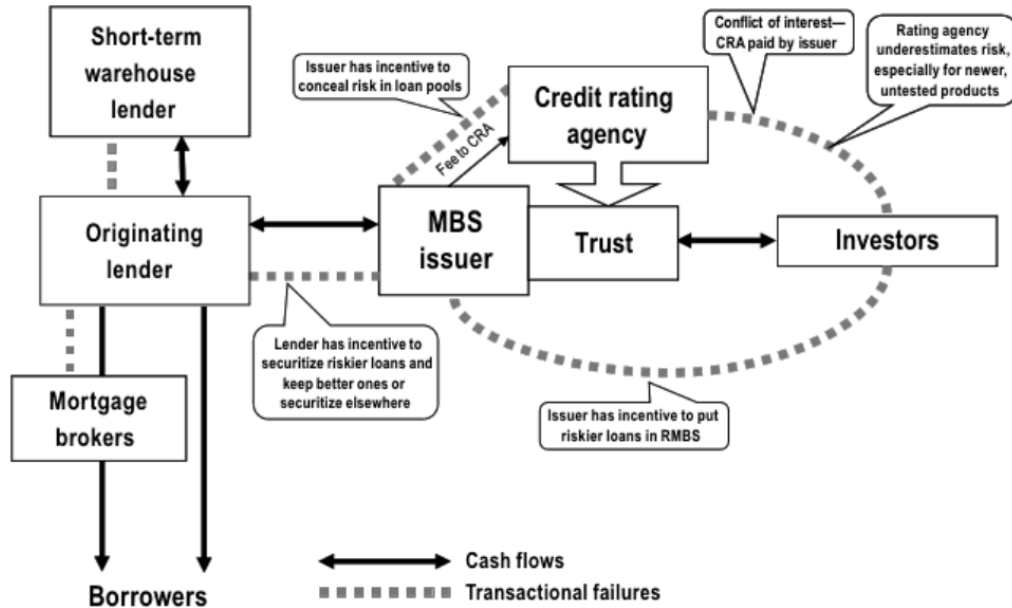 Short-term
warehouse
lender
Issuer has incentive to
conceal risk in loan pools
Conflict of interest—
CRA paid by issuer
Rating agency
underestimates risk,
especially for newer,
untested products
Credit rating
agency
Fee to CRA
Originating
lender
MBS
issuer
Trust
Investors
Lender has incentive to
securitize riskier loans and
keep better ones or
securitize elsewhere
Issuer has incentive to put
riskier loans in RMBS
Mortgage
brokers
Borrowers
Cash flows
Transactional failures